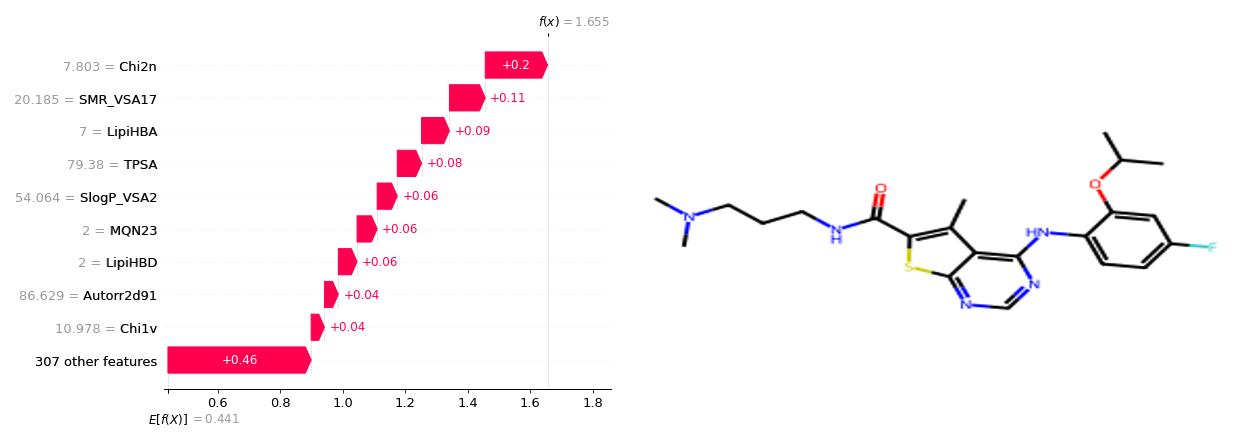 f(x) = 1.655
7.803 = Chi2n
+0.2
20.185 = SMR_VSA17
+0.11
7 = LipiHBA
+0.09
79.38 = TPSA
+0.08
54.064 = SlogP_VSA2
+0.06
2 = MQN23
+0.06
2 = LipiHBD
+0.06
86.629 = Autorr2d91
+0.04
10.978 = Chi1v
+0.04
307 other features
+0.46
0.6 0.8 1.0 1.2 1.4 1.6 1.8
E[f(X)] = 0.441
O
O
N
N
H
HN
F
S
N
N